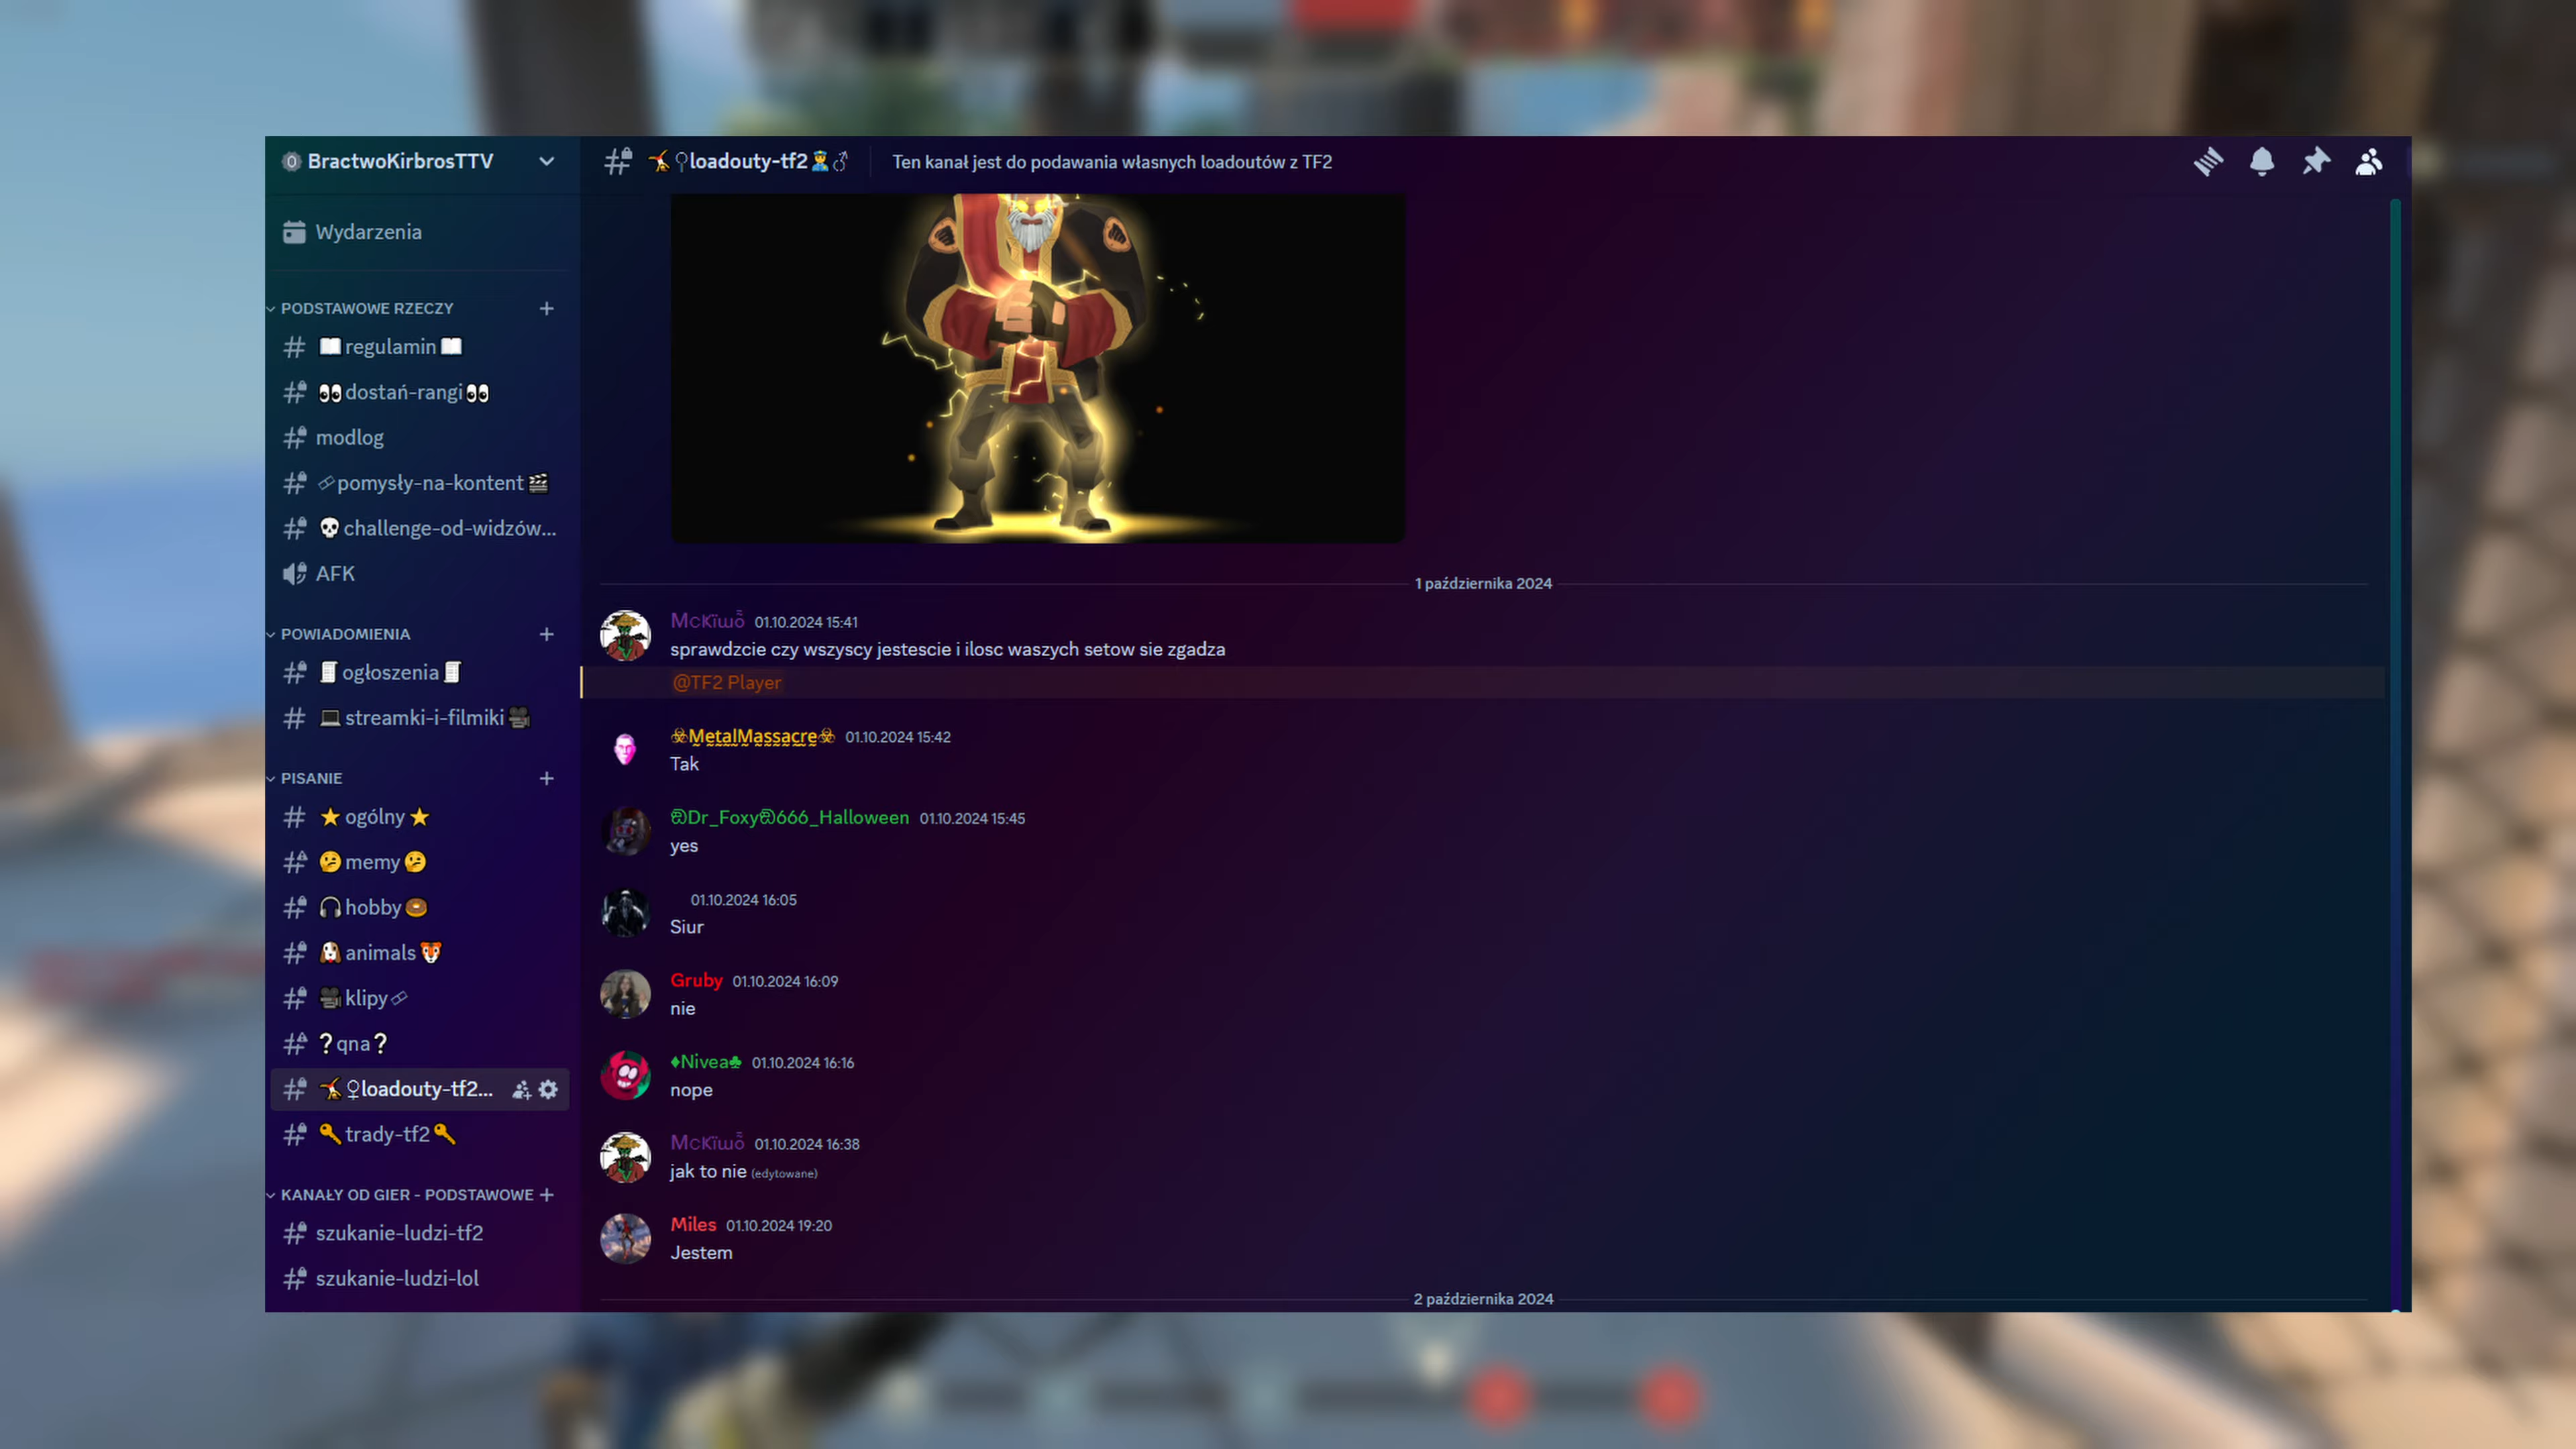 BractwoKirbrosTTV
Wydarzenia
PODSTAWOWE RZECZY
📖regulamin📖
👀dostań-rangi👀
modlog
pomysły-na-kontent🎬
💀challenge-od-widzów...
AFK
POWIADOMIENIA
📜ogłoszenia📜
💻streamki-i-filmiki🎥
PISANIE
⭐ogólny⭐
🤔memy🤔
🎧hobby🍩
🐶animals🐯
🎥klipy
❔qna❔
♀loadouty-tf2...
🔑trady-tf2🔑
KANAŁY OD GIER - PODSTAWOWE
szukanie-ludzi-tf2
szukanie-ludzi-lol
loadouty-tf2
Ten kanał jest do podawania własnych loadoutów z TF2
1 października 2024
McKïωȫ 01.10.2024 15:41
sprawdzcie czy wszyscy jestescie i ilosc waszych setow sie zgadza
@TF2 Player
☣MetalMassacre☣ 01.10.2024 15:42
Tak
Dr_Foxy 666_Halloween 01.10.2024 15:45
yes
01.10.2024 16:05
Siur
Gruby 01.10.2024 16:09
nie
♦Nivea♣ 01.10.2024 16:16
nope
McKïωȫ 01.10.2024 16:38
jak to nie (edytowane)
Miles 01.10.2024 19:20
Jestem
2 października 2024